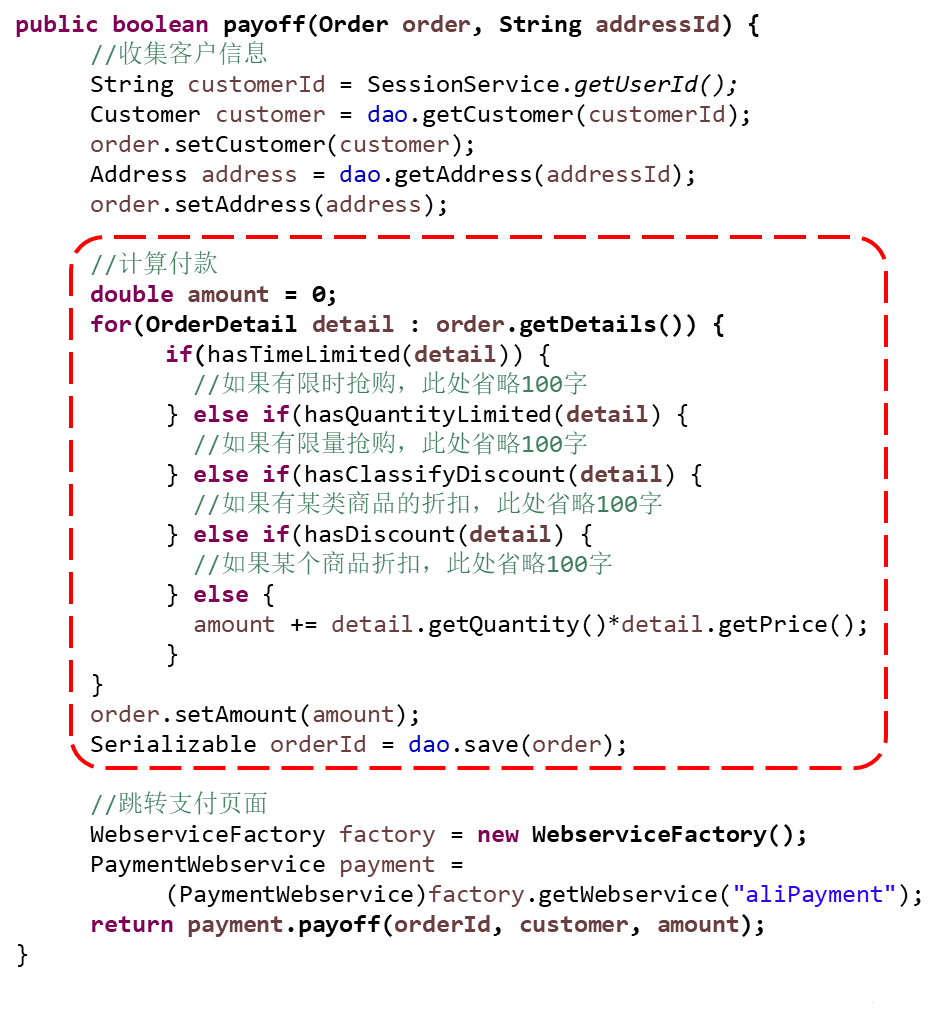 public boolean payoff(Order order, String addressId) {
//收集客户信息
String customerId = SessionService.getUserId();
Customer customer = dao.getCustomer(customerId);
order.setCustomer(customer);
Address address = dao.getAddress(addressId);
order.setAddress(address);
//计算付款
double amount = 0;
for(OrderDetail detail : order.getDetails()) {
if(hasTimeLimited(detail)) {
//如果有限时抢购，此处省略100字
} else if(hasQuantityLimited(detail) {
//如果有限量抢购，此处省略100字
} else if(hasClassifyDiscount(detail) {
//如果有某类商品的折扣，此处省略100字
} else if(hasDiscount(detail) {
//如果某个商品折扣，此处省略100字
} else {
amount += detail.getQuantity()*detail.getPrice();
}
}
order.setAmount(amount);
Serializable orderId = dao.save(order);
//跳转支付页面
WebserviceFactory factory = new WebserviceFactory();
PaymentWebservice payment =
(PaymentWebservice)factory.getWebservice("aliPayment");
return payment.payoff(orderId, customer, amount);
}